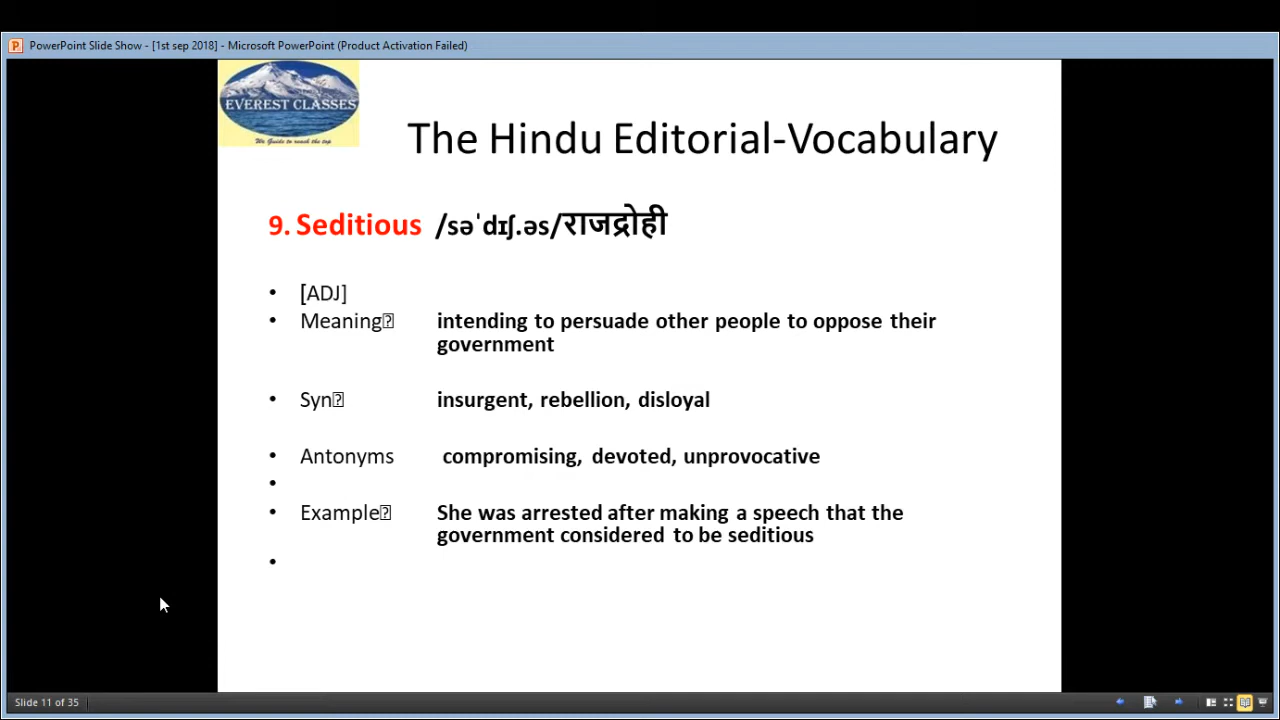 PowerPoint Slide Show - [1st sep 2018] - Microsoft PowerPoint (Product Activation Failed)
EVEREST CLASSES
We Guide to reach the top
The Hindu Editorial-Vocabulary
9. Seditious /səˈdɪʃ.əs/राजद्रोही
• [ADJ]
• Meaning⍰ intending to persuade other people to oppose their
government
• Syn⍰ insurgent, rebellion, disloyal
• Antonyms compromising, devoted, unprovocative
•
• Example⍰ She was arrested after making a speech that the
government considered to be seditious
•
Slide 11 of 35